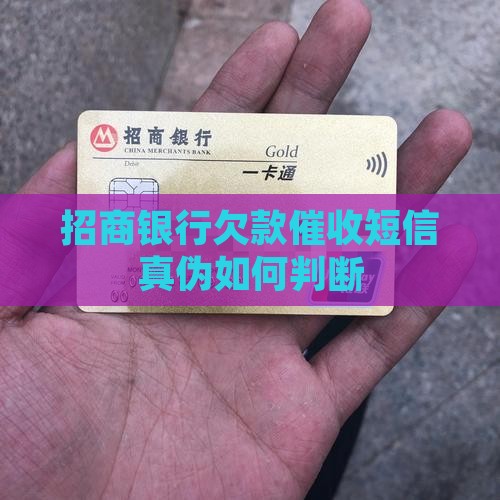 招商银行
CHINA MERCHANTS BANK
Debit
Gold
一卡通
招商银行欠款催收短信
真伪如何判断